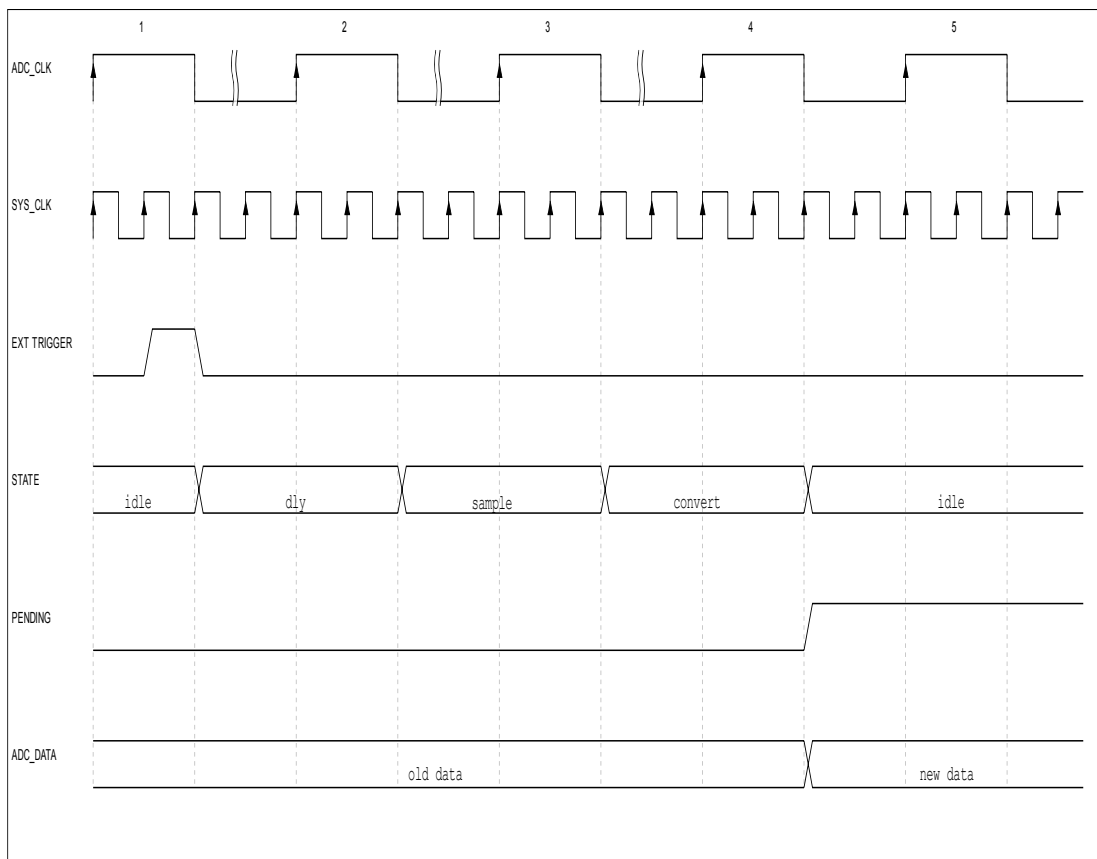 1 2 3 4 5
ADC_CLK
SYS_CLK
EXT TRIGGER
STATE
idle dly sample convert idle
PENDING
ADC_DATA
old data new data